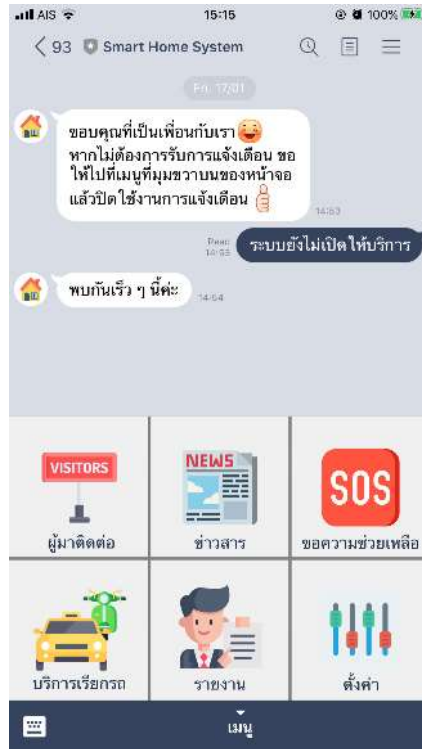 AIS 15:15 100%
93 Smart Home System
Fri, 17/01
ขอบคุณที่เป็นเพื่อนกับเรา
หากไม่ต้องการรับการแจ้งเตือน ขอ
ให้ไปที่เมนูที่มุมขวาบนของหน้าจอ
แล้วปิดใช้งานการแจ้งเตือน
14:53
Read
14:53
ระบบยังไม่เปิดให้บริการ
พบกันเร็ว ๆ นี้ค่ะ
14:54
VISITORS
ผู้มาติดต่อ
NEWS
ข่าวสาร
SOS
ขอความช่วยเหลือ
บริการเรียกรถ
รายงาน
ตั้งค่า
เมนู